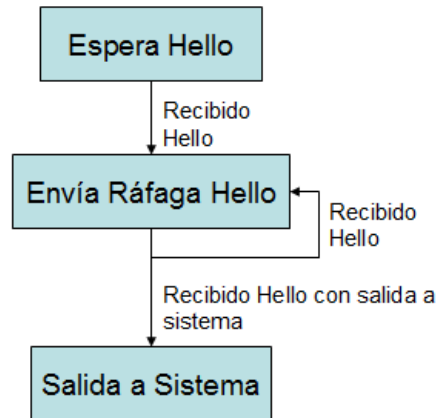 Espera Hello
Recibido
Hello
Envía Ráfaga Hello
Recibido
Hello
Recibido Hello con salida a
sistema
Salida a Sistema